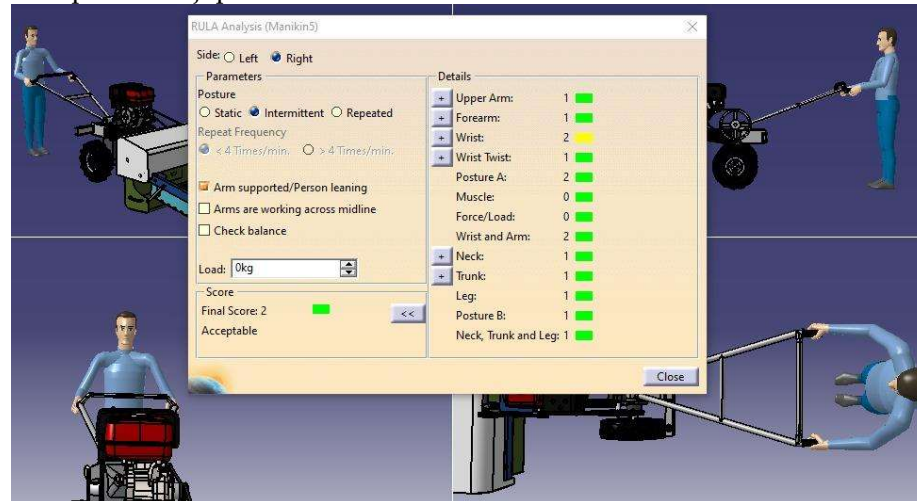 RULA Analysis (Manikin5)
Side: Left Right
Parameters
Posture
Static Intermittent Repeated
Repeat Frequency
< 4 Times/min. > 4 Times/min.
Arm supported/Person leaning
Arms are working across midline
Check balance
Load: 0kg
Score
Final Score: 2
<<
Acceptable
Details
+ Upper Arm: 1
+ Forearm: 1
+ Wrist: 2
+ Wrist Twist: 1
Posture A: 2
Muscle: 0
Force/Load: 0
Wrist and Arm: 2
+ Neck: 1
+ Trunk: 1
Leg: 1
Posture B: 1
Neck, Trunk and Leg: 1
Close